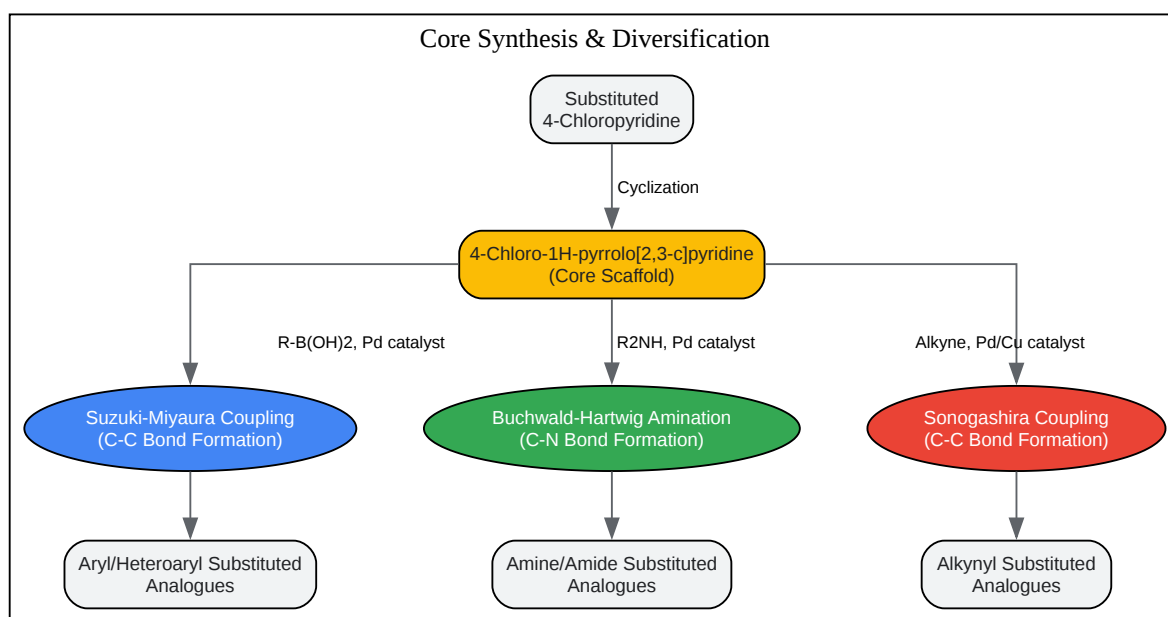 Core Synthesis & Diversification
Substituted
4-Chloropyridine
Cyclization
4-Chloro-1H-pyrrolo[2,3-c]pyridine
(Core Scaffold)
R-B(OH)2, Pd catalyst
R2NH, Pd catalyst
Alkyne, Pd/Cu catalyst
Suzuki-Miyaura Coupling
(C-C Bond Formation)
Buchwald-Hartwig Amination
(C-N Bond Formation)
Sonogashira Coupling
(C-C Bond Formation)
Aryl/Heteroaryl Substituted
Analogues
Amine/Amide Substituted
Analogues
Alkynyl Substituted
Analogues